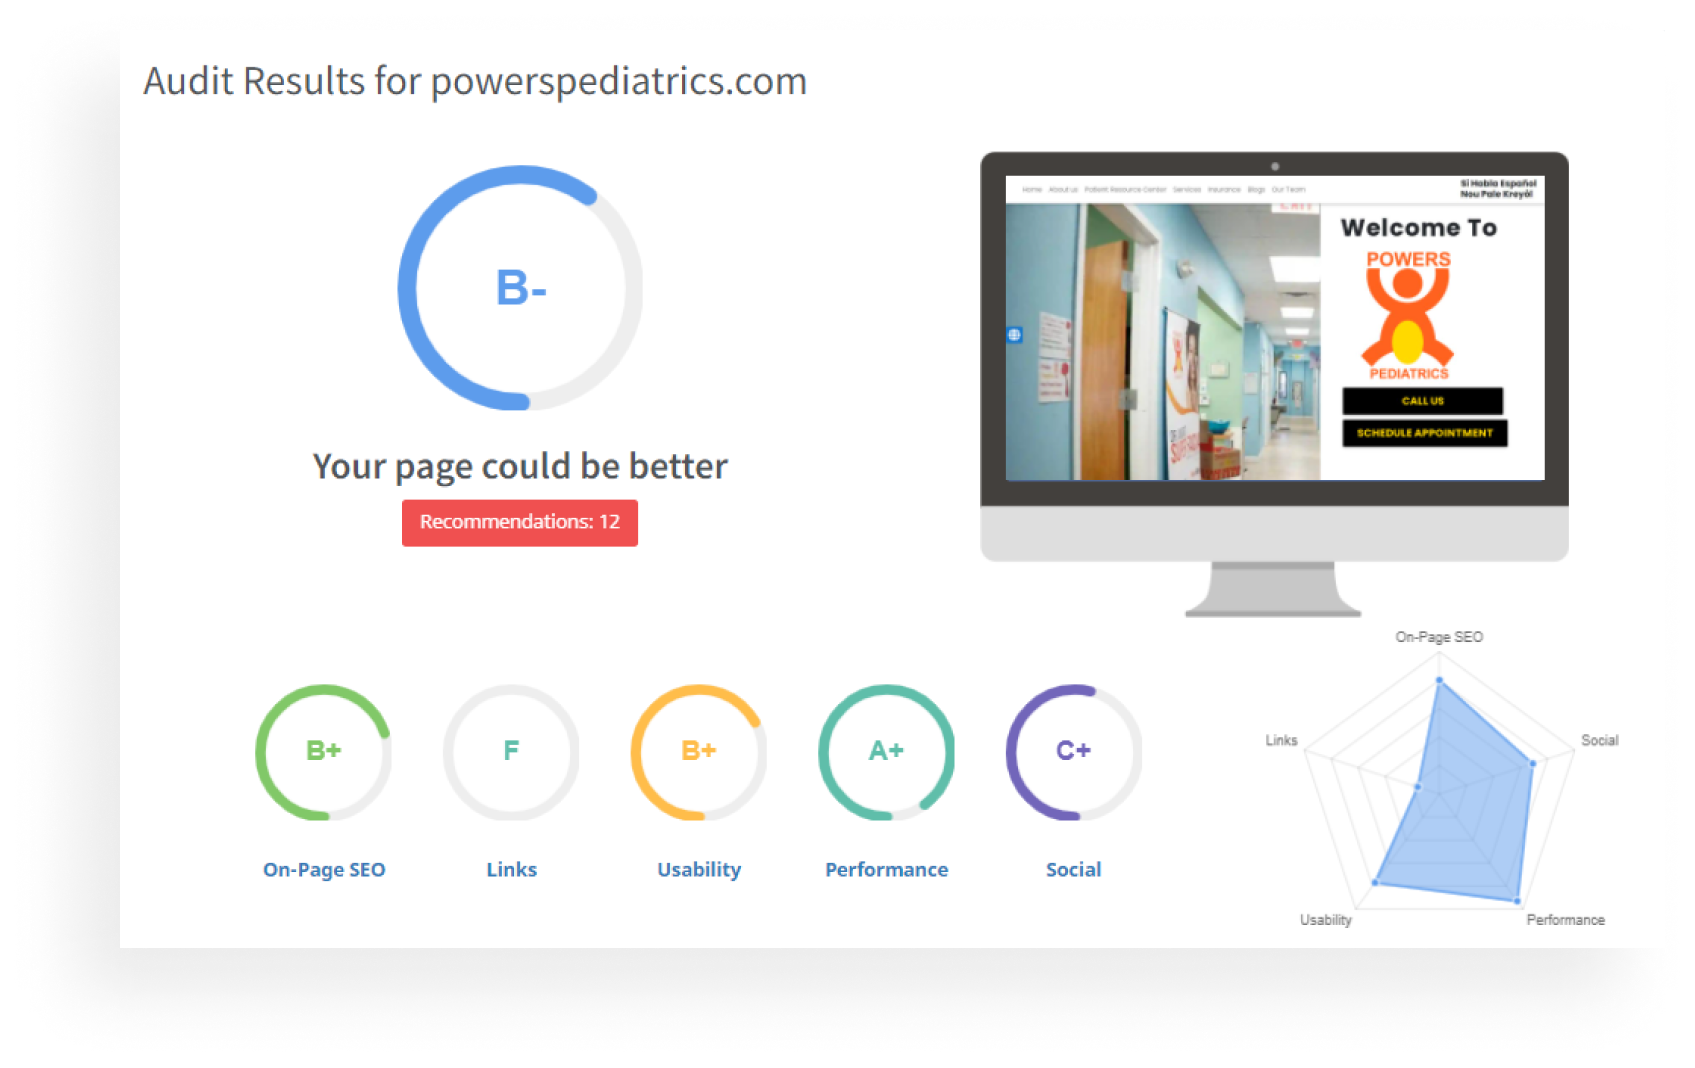 Audit Results for powerspediatrics.com
B-
Your page could be better
Recommendations: 12
Home About us Patient Resource Center Services Insurance Blogs Our Team
Si Habla Español
Nou Pale Kreyòl
EXIT
Welcome To
POWERS
PEDIATRICS
CALL US
SCHEDULE APPOINTMENT
B+
F
B+
A+
C+
On-Page SEO
Links
Usability
Performance
Social
On-Page SEO
Links
Social
Usability
Performance